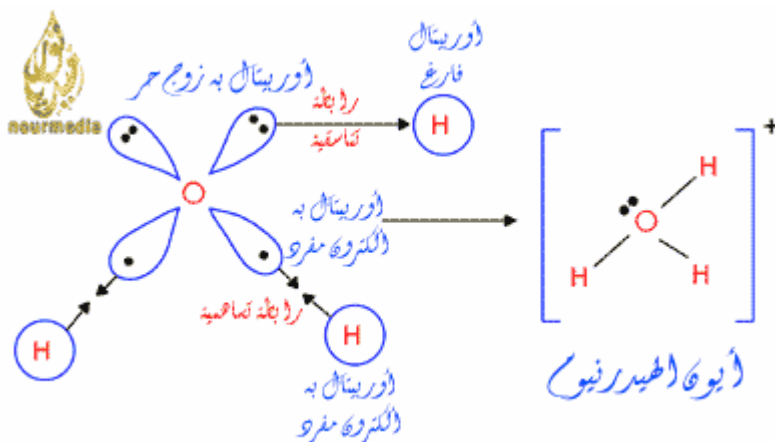 nourmedia
أوربيتال به زوج حر
أوربيتال
فارغ
رابطة
تناسقية
H
O
أوربيتال به
الكترون مفرد
رابطة تساهمية
H
H
أوربيتال به
الكترون مفرد
+
H
O
H
H
أيون الهيدرنيوم